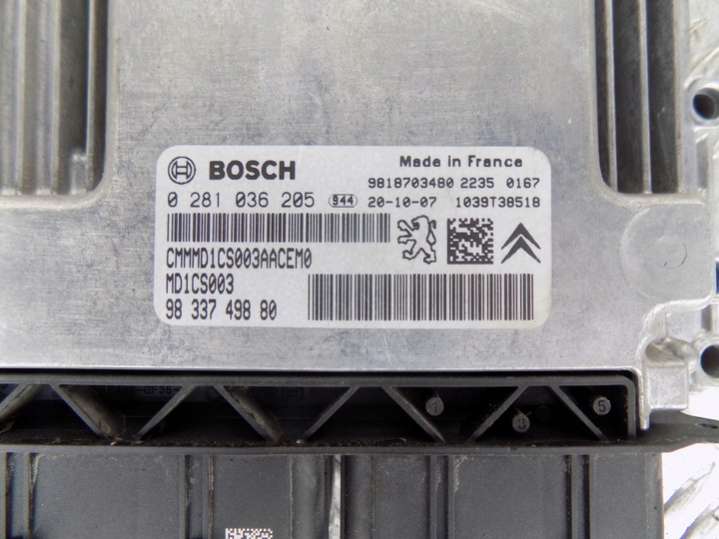 BOSCH Made in France
9818703480 2235 0167
0 281 036 205 944 20-10-07 1039T38518
CMMMD1CS003AACEM0
MD1CS003
98 337 498 80
5